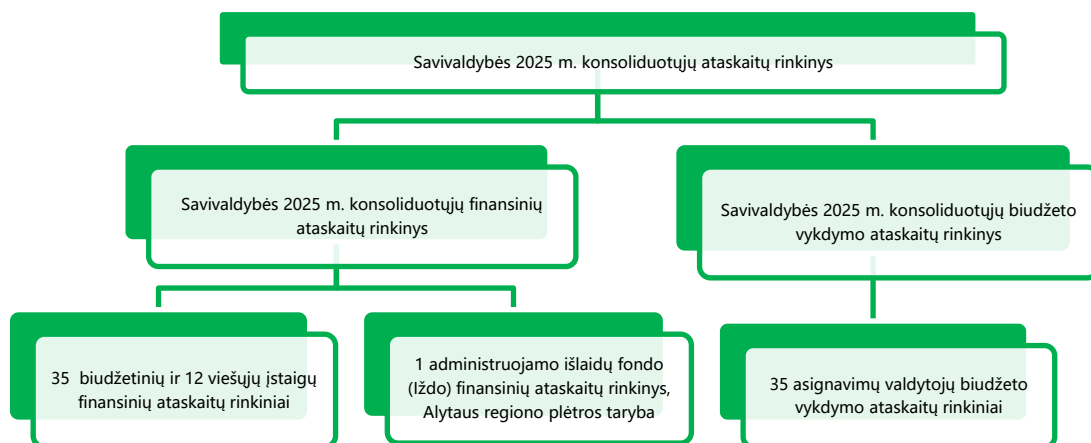 Savivaldybės 2025 m. konsoliduotųjų ataskaitų rinkinys
Savivaldybės 2025 m. konsoliduotųjų finansinių
ataskaitų rinkinys
Savivaldybės 2025 m. konsoliduotųjų biudžeto
vykdymo ataskaitų rinkinys
35 biudžetinių ir 12 viešųjų įstaigų
finansinių ataskaitų rinkiniai
1 administruojamo išlaidų fondo
(Iždo) finansinių ataskaitų rinkinys,
Alytaus regiono plėtros taryba
35 asignavimų valdytojų biudžeto
vykdymo ataskaitų rinkiniai